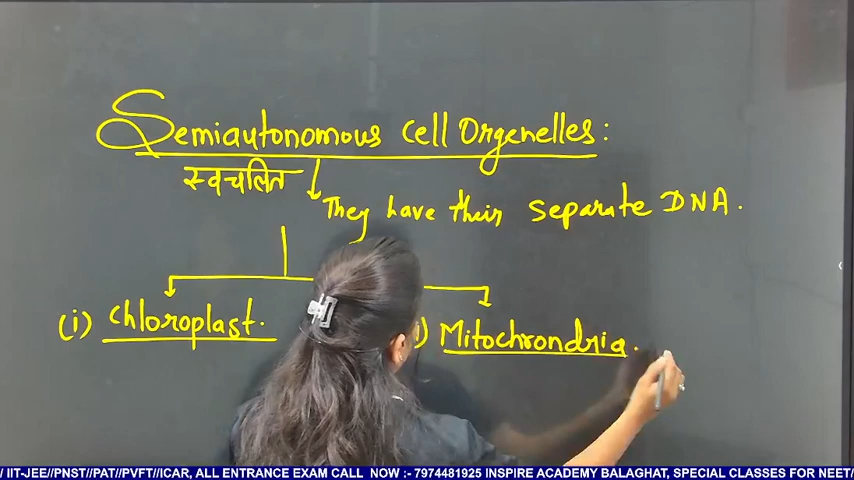 Semiautonomous Cell Organelles:
स्वचलित
They have their separate DNA.
(i) Chloroplast.
i) Mitochrondria.
/ IIT-JEE//PNST//PAT//PVFT//ICAR, ALL ENTRANCE EXAM CALL NOW :- 7974481925 INSPIRE ACADEMY BALAGHAT, SPECIAL CLASSES FOR NEET/